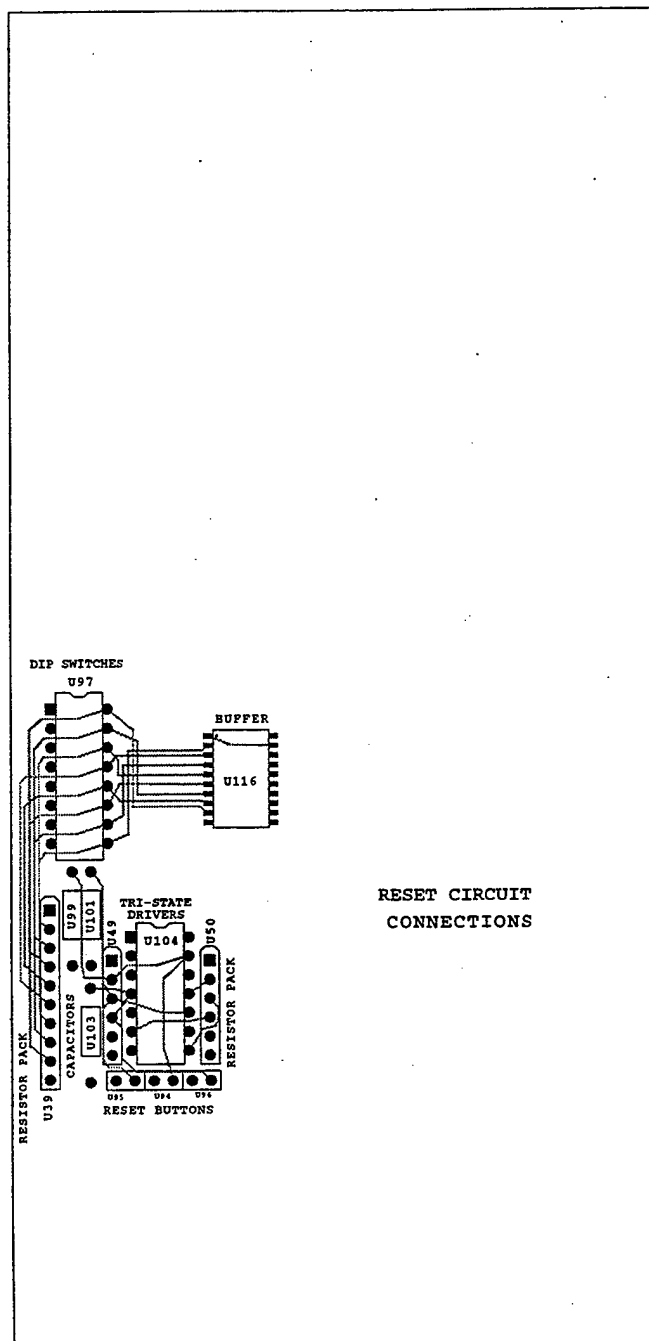 DIP SWITCHES
U97
BUFFER
U116
RESET CIRCUIT
CONNECTIONS
TRI-STATE
DRIVERS
U104
U99
U101
U49
U50
U103
CAPACITORS
RESISTOR PACK
U39
RESISTOR PACK
U95
U94
U96
RESET BUTTONS